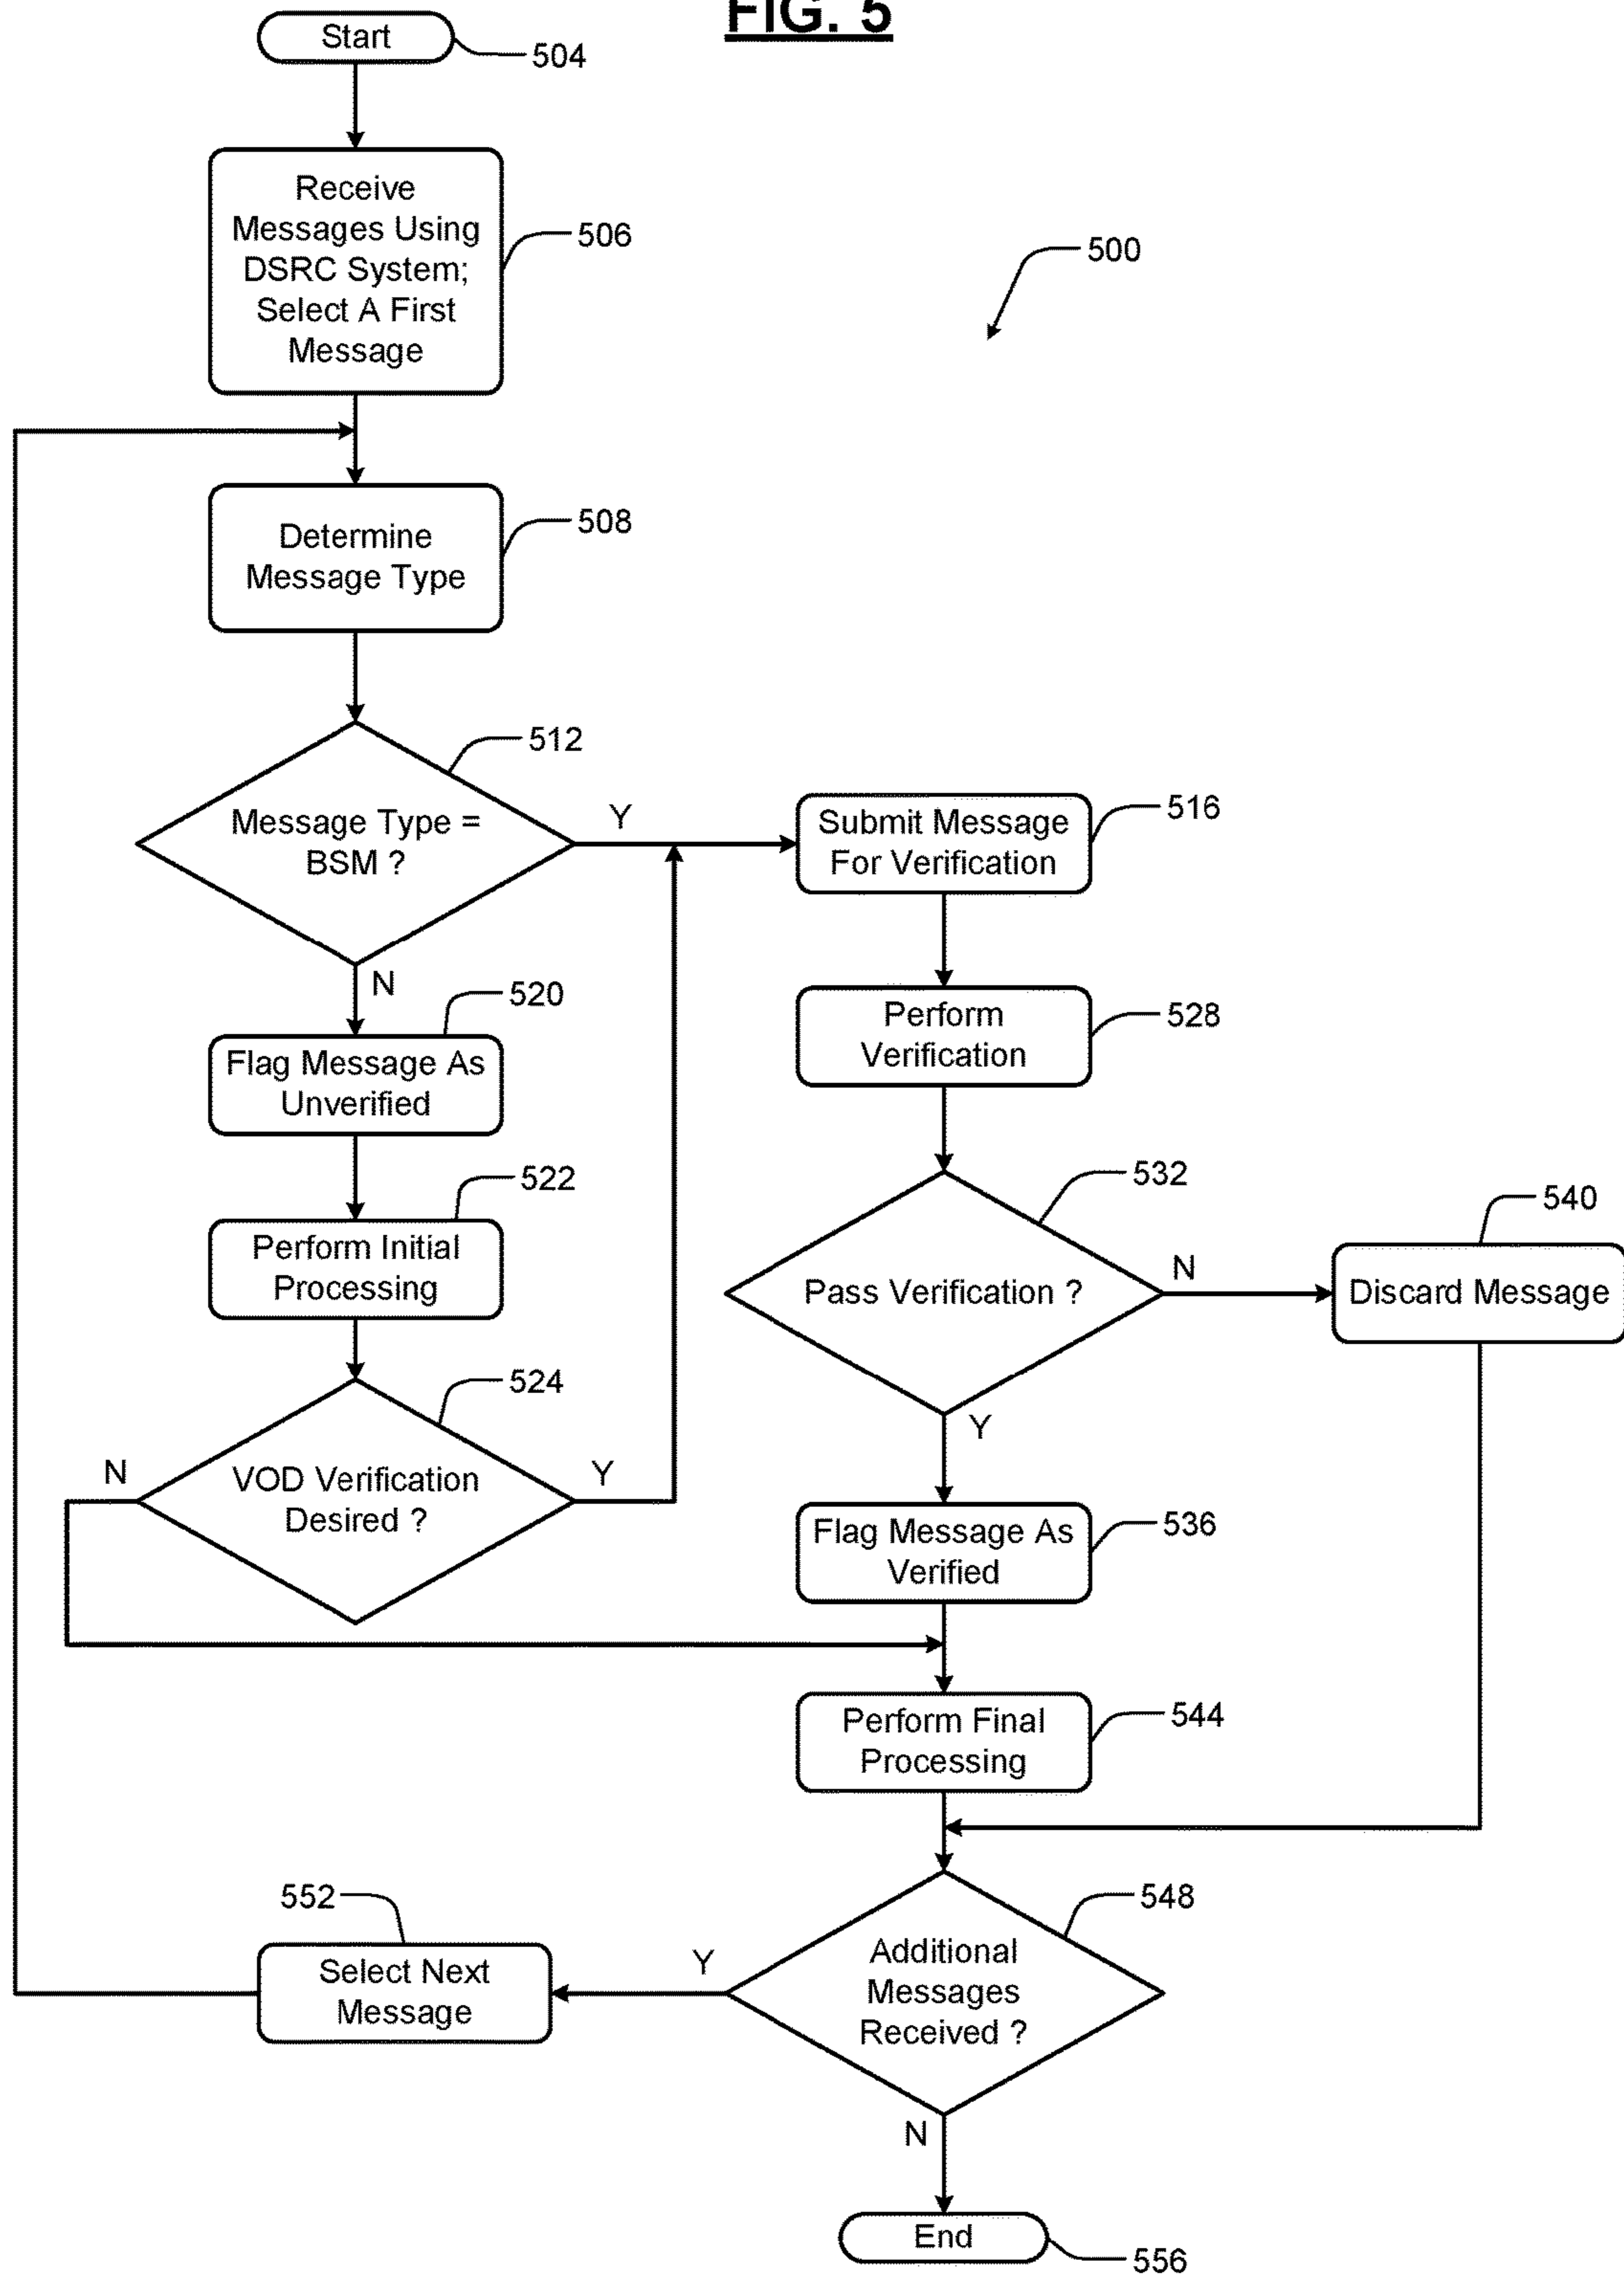 FIG. 5
Start
504
Receive
Messages Using
DSRC System;
Select A First
Message
506
500
Determine
Message Type
508
Message Type =
BSM ?
512
Y
N
Submit Message
For Verification
516
Flag Message As
Unverified
520
Perform
Verification
528
Perform Initial
Processing
522
Pass Verification ?
532
N
Y
Discard Message
540
VOD Verification
Desired ?
524
N
Y
Flag Message As
Verified
536
Perform Final
Processing
544
Additional
Messages
Received ?
548
Y
N
Select Next
Message
552
End
556